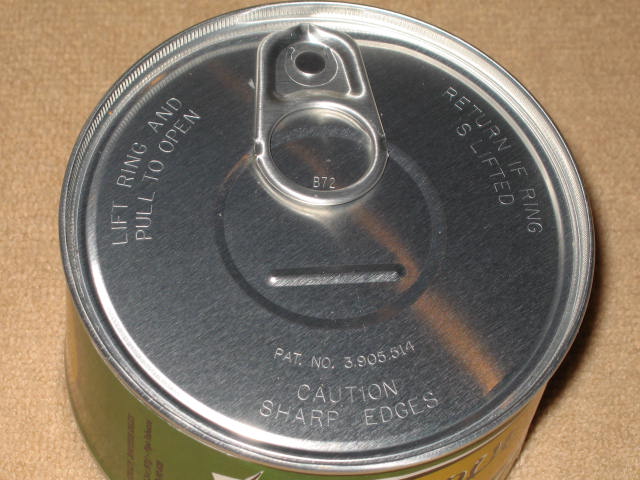 LIFT RING AND
PULL TO OPEN
RETURN IF RING
S LIFTED
B72
PAT. NO. 3,905,514
CAUTION
SHARP EDGES